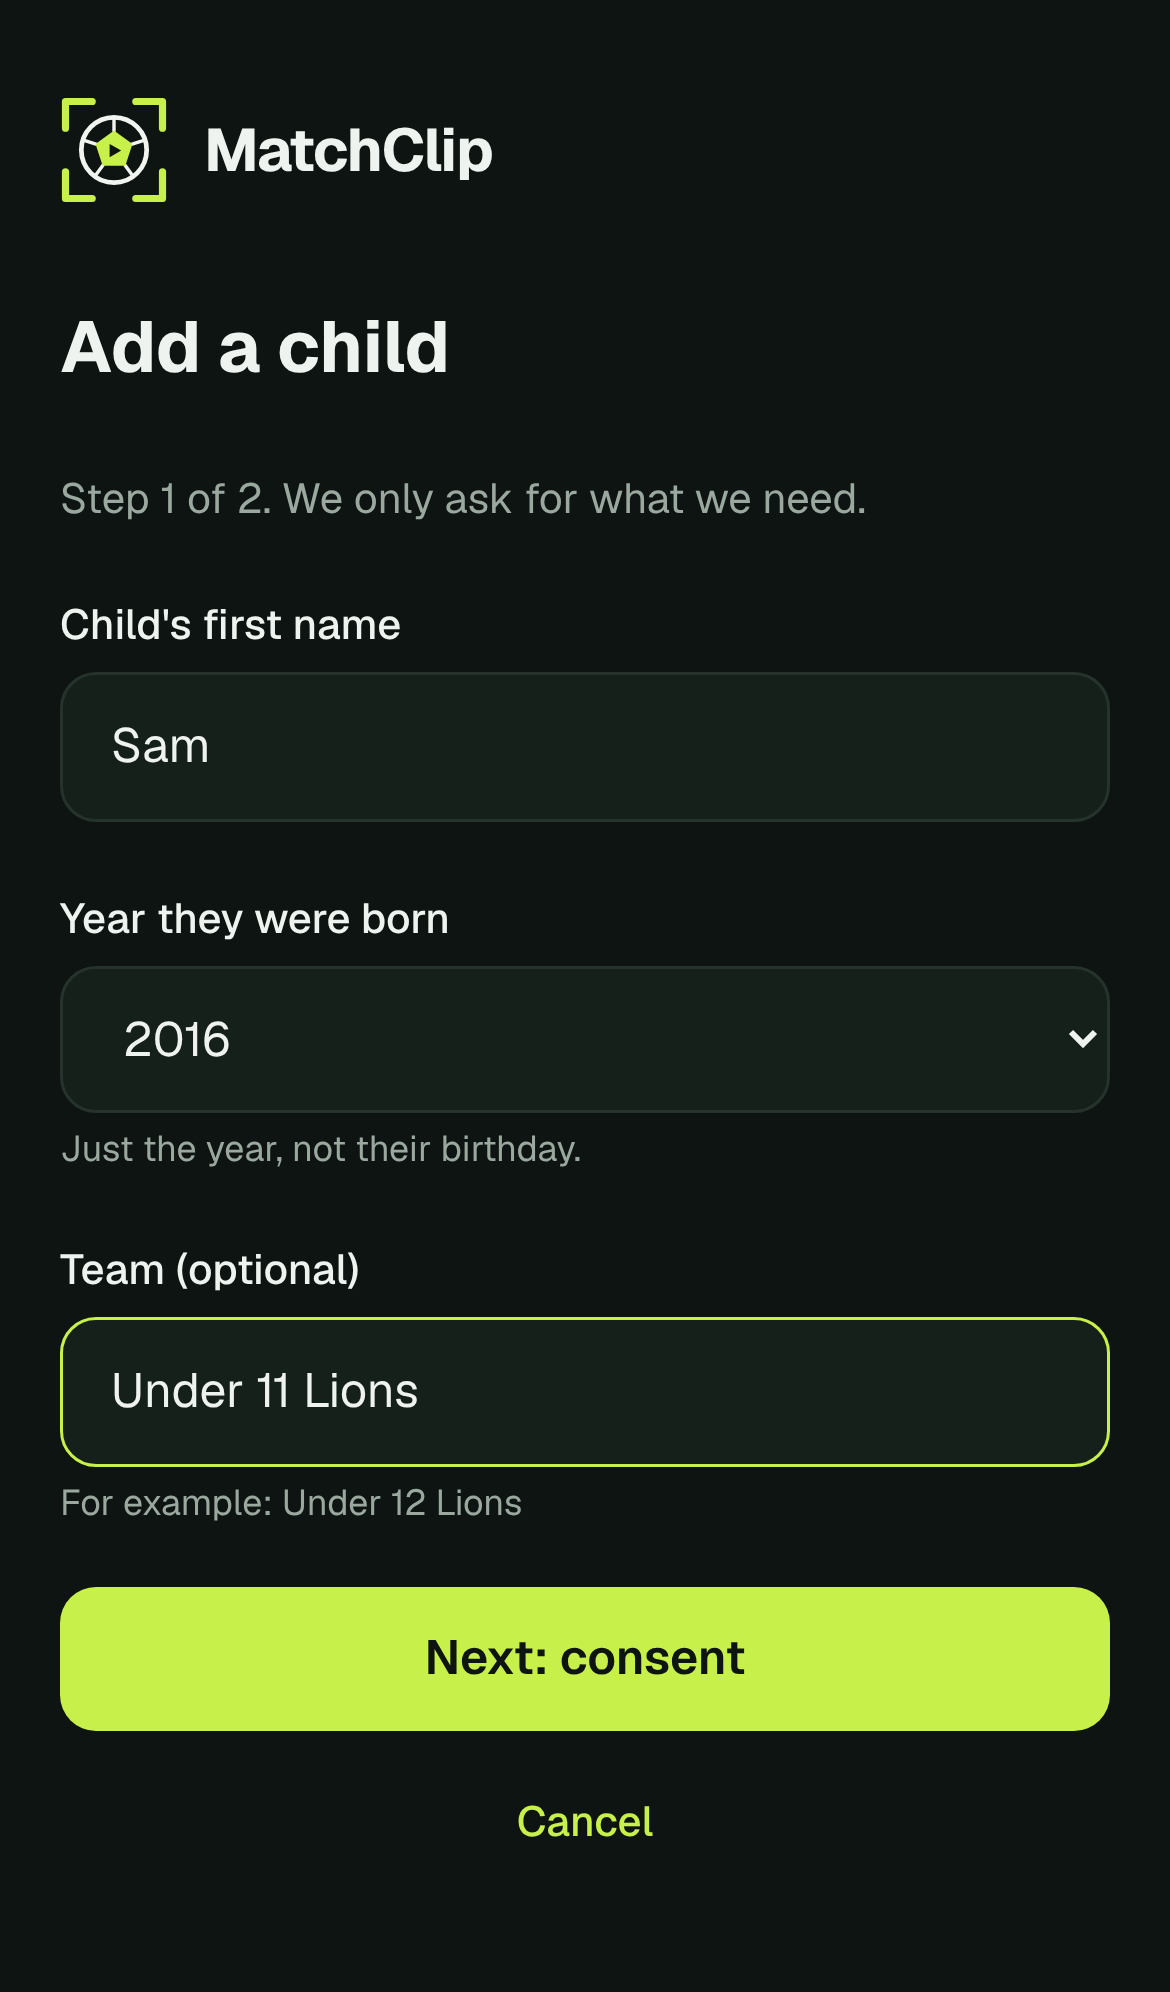 MatchClip
Add a child
Step 1 of 2. We only ask for what we need.
Child's first name
Sam
Year they were born
2016
Just the year, not their birthday.
Team (optional)
Under 11 Lions
For example: Under 12 Lions
Next: consent
Cancel